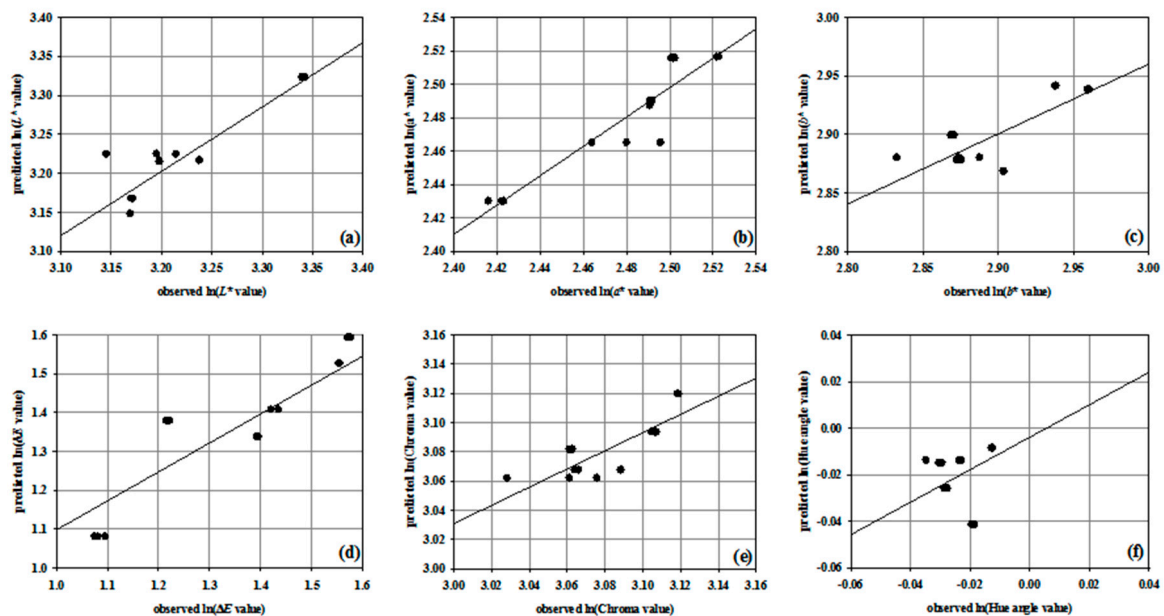 predicted ln(L* value)
3.40
3.35
3.30
3.25
3.20
3.15
3.10
(a)
3.10 3.15 3.20 3.25 3.30 3.35 3.40
observed ln(L* value)
predicted ln(a* value)
2.54
2.52
2.50
2.48
2.46
2.44
2.42
2.40
(b)
2.40 2.42 2.44 2.46 2.48 2.50 2.52 2.54
observed ln(a* value)
predicted ln(b* value)
3.00
2.95
2.90
2.85
2.80
(c)
2.80 2.85 2.90 2.95 3.00
observed ln(b* value)
predicted ln(ΔE value)
1.6
1.5
1.4
1.3
1.2
1.1
1.0
(d)
1.0 1.1 1.2 1.3 1.4 1.5 1.6
observed ln(ΔE value)
predicted ln(Chroma value)
3.16
3.14
3.12
3.10
3.08
3.06
3.04
3.02
3.00
(e)
3.00 3.02 3.04 3.06 3.08 3.10 3.12 3.14 3.16
observed ln(Chroma value)
predicted ln(Hue angle value)
0.04
0.02
0.00
-0.02
-0.04
-0.06
(f)
-0.06 -0.04 -0.02 0.00 0.02 0.04
observed ln(Hue angle value)